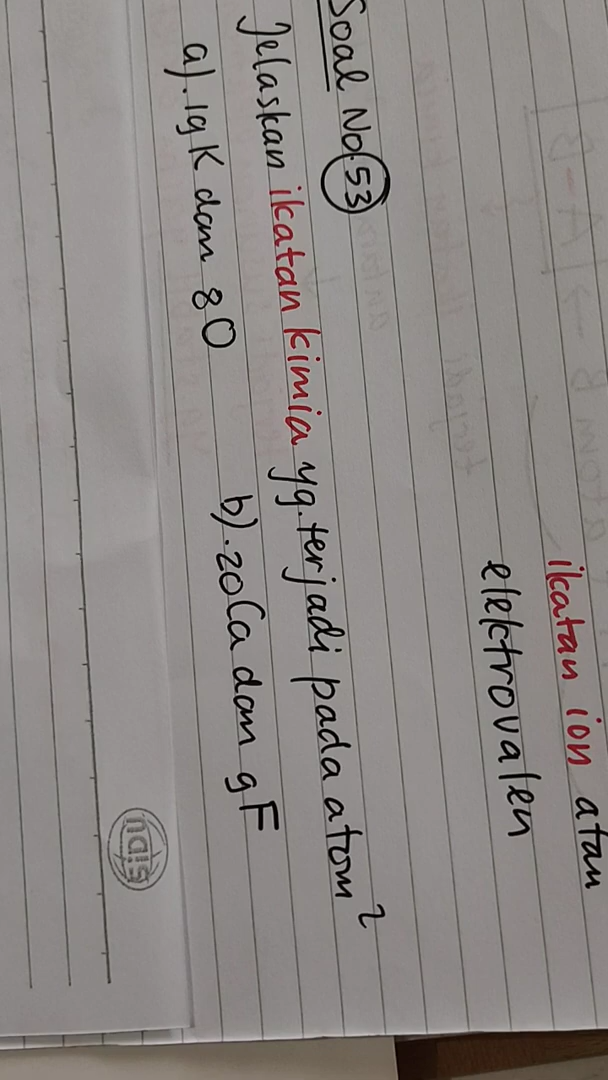 ikatan ion atau
elektrovalen
Soal No.53
Jelaskan ikatan kimia yg. terjadi pada atom²
a). 19K dan 8O b). 20Ca dan 9F